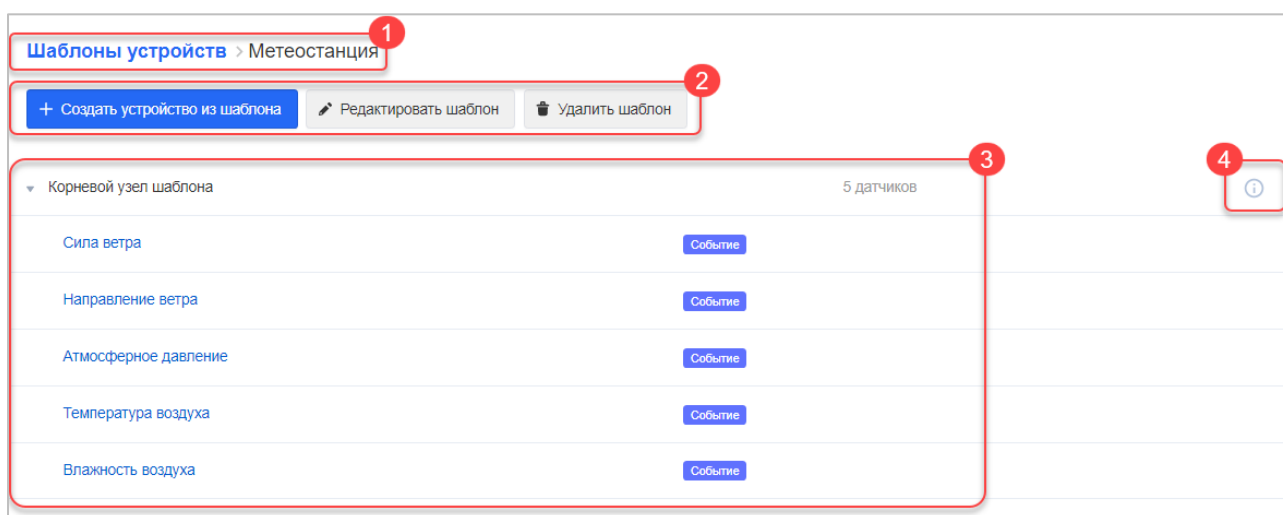 1
Шаблоны устройств > Метеостанция
2
+ Создать устройство из шаблона Редактировать шаблон Удалить шаблон
3
4
Корневой узел шаблона 5 датчиков
Сила ветра Событие
Направление ветра Событие
Атмосферное давление Событие
Температура воздуха Событие
Влажность воздуха Событие